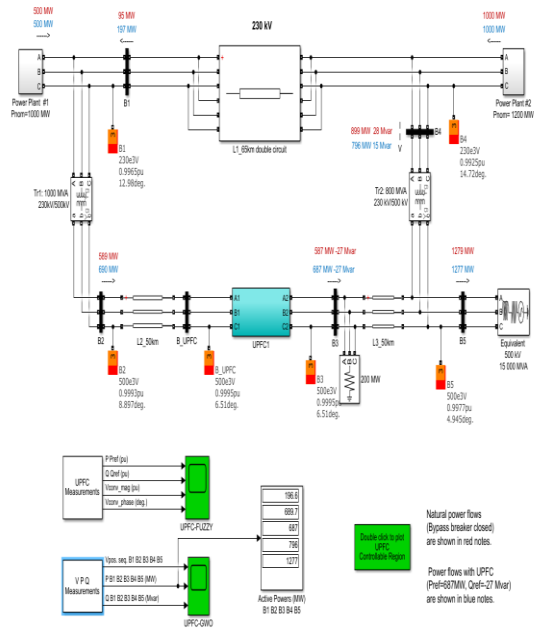 500 MW
500 MW
95 MW
197 MW
230 kV
1000 MW
1000 MW
A
B
C
Power Plant #1
Pnom=1000 MW
B1
L1_65km double circuit
A
B
C
Power Plant #2
Pnom= 1200 MW
899 MW 28 Mvar
796 MW 15 Mvar
B4
B1
230e3V
0.9965pu
12.98deg.
B4
230e3V
0.9925pu
14.72deg.
Tr1: 1000 MVA
230kV/500kV
A B C
a b c
Tr2: 800 MVA
230 kV/500 kV
A B C
a b c
589 MW
690 MW
587 MW -27 Mvar
687 MW -27 Mvar
1279 MW
1277 MW
A1 A2
B1 B2
C1 C2
B2
L2_50km
B_UPFC
UPFC1
B3
L3_50km
B5
A
B
C
Equivalent
500 kV
15 000 MVA
A B C
200 MW
B2
500e3V
0.9993pu
8.897deg.
B_UPFC
500e3V
0.9995pu
6.51deg.
B3
500e3V
0.9995pu
6.51deg.
B5
500e3V
0.9977pu
4.945deg.
UPFC
Measurements
P Pref (pu)
Q Qref (pu)
Vconv_mag (pu)
Vconv_phase (deg.)
UPFC-FUZZY
V P Q
Measurements
Vpos. seq. B1 B2 B3 B4 B5
P B1 B2 B3 B4 B5 (MW)
Q B1 B2 B3 B4 B5 (Mvar)
UPFC-GWO
196.6
689.7
687
796
1277
Active Powers (MW)
B1 B2 B3 B4 B5
Double click to plot
UPFC
Controllable Region
Natural power flows
(Bypass breaker closed)
are shown in red notes.
Power flows with UPFC
(Pref=687MW, Qref=-27 Mvar)
are shown in blue notes.